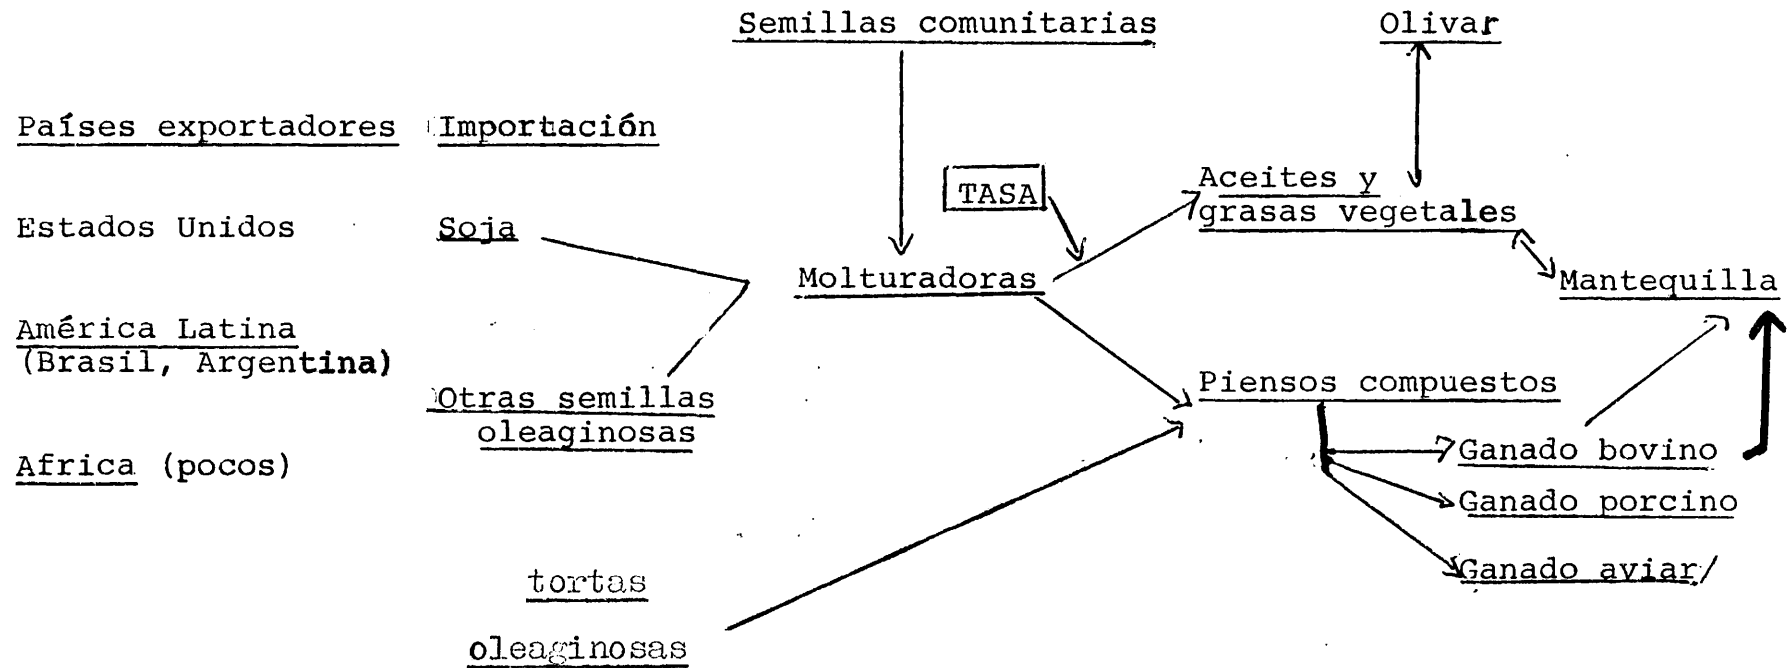 Semillas comunitarias
Olivar
Países exportadores
Importación
TASA
Aceites y
grasas vegetales
Estados Unidos
Soja
Molturadoras
Mantequilla
América Latina
(Brasil, Argentina)
Otras semillas
oleaginosas
Piensos compuestos
Africa (pocos)
Ganado bovino
Ganado porcino
Ganado aviar/
tortas
oleaginosas